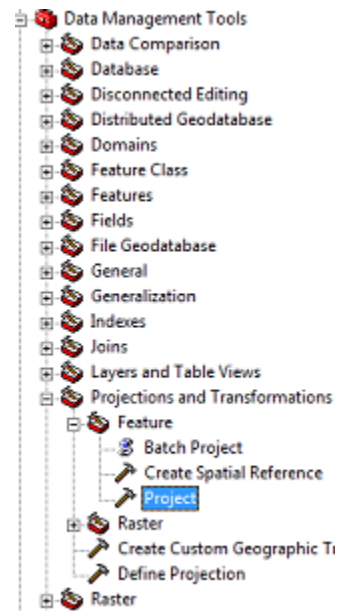 Data Management Tools
Data Comparison
Database
Disconnected Editing
Distributed Geodatabase
Domains
Feature Class
Features
Fields
File Geodatabase
General
Generalization
Indexes
Joins
Layers and Table Views
Projections and Transformations
Feature
Batch Project
Create Spatial Reference
Project
Raster
Create Custom Geographic
Define Projection
Raster